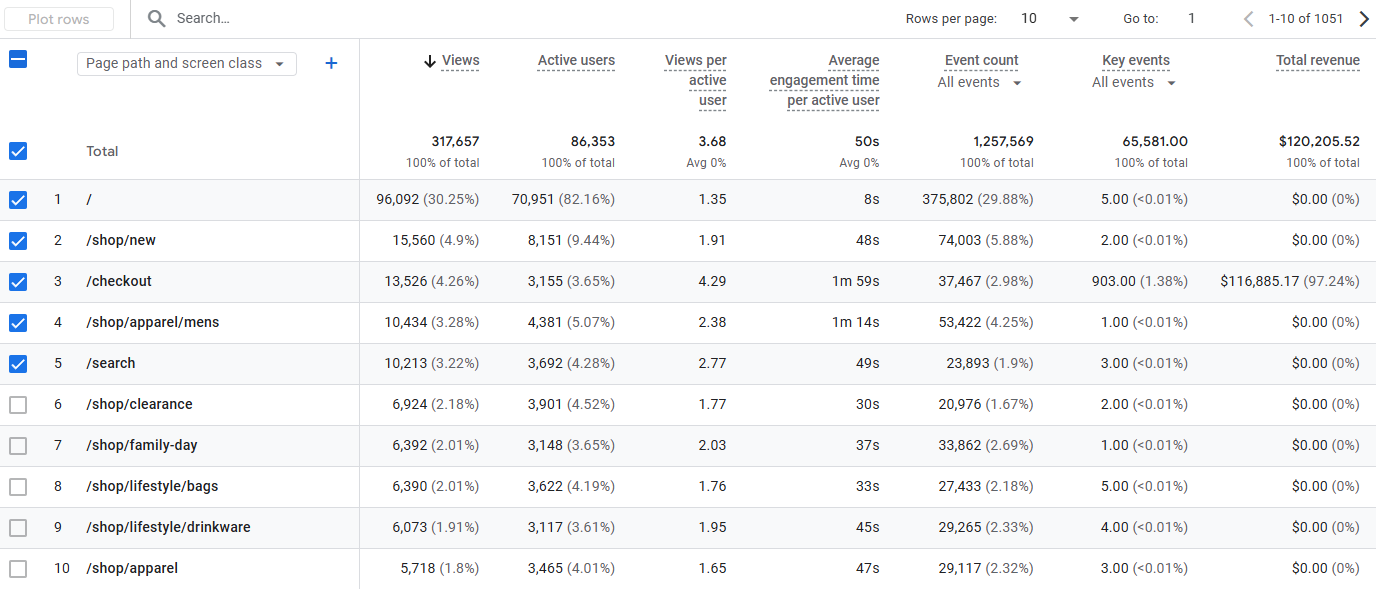 Plot rows Search... Rows per page: 10 Go to: 1 1-10 of 1051
Page path and screen class + Views Active users Views per active user Average engagement time per active user Event count All events Key events All events Total revenue
Total 317,657 86,353 3.68 50s 1,257,569 65,581.00 $120,205.52
100% of total 100% of total Avg 0% Avg 0% 100% of total 100% of total 100% of total
1 / 96,092 (30.25%) 70,951 (82.16%) 1.35 8s 375,802 (29.88%) 5.00 (<0.01%) $0.00 (0%)
2 /shop/new 15,560 (4.9%) 8,151 (9.44%) 1.91 48s 74,003 (5.88%) 2.00 (<0.01%) $0.00 (0%)
3 /checkout 13,526 (4.26%) 3,155 (3.65%) 4.29 1m 59s 37,467 (2.98%) 903.00 (1.38%) $116,885.17 (97.24%)
4 /shop/apparel/mens 10,434 (3.28%) 4,381 (5.07%) 2.38 1m 14s 53,422 (4.25%) 1.00 (<0.01%) $0.00 (0%)
5 /search 10,213 (3.22%) 3,692 (4.28%) 2.77 49s 23,893 (1.9%) 3.00 (<0.01%) $0.00 (0%)
6 /shop/clearance 6,924 (2.18%) 3,901 (4.52%) 1.77 30s 20,976 (1.67%) 2.00 (<0.01%) $0.00 (0%)
7 /shop/family-day 6,392 (2.01%) 3,148 (3.65%) 2.03 37s 33,862 (2.69%) 1.00 (<0.01%) $0.00 (0%)
8 /shop/lifestyle/bags 6,390 (2.01%) 3,622 (4.19%) 1.76 33s 27,433 (2.18%) 5.00 (<0.01%) $0.00 (0%)
9 /shop/lifestyle/drinkware 6,073 (1.91%) 3,117 (3.61%) 1.95 45s 29,265 (2.33%) 4.00 (<0.01%) $0.00 (0%)
10 /shop/apparel 5,718 (1.8%) 3,465 (4.01%) 1.65 47s 29,117 (2.32%) 3.00 (<0.01%) $0.00 (0%)